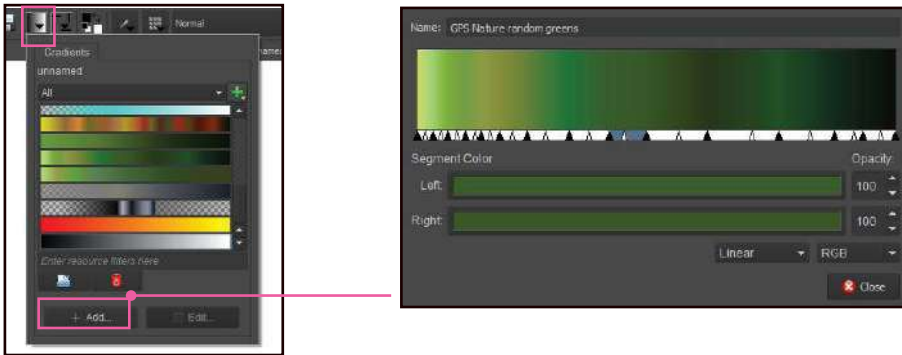 Normal
Gradients
unnamed
All
Enter resource filters here
+ Add...
Edit...
Name: GPS Nature random greens
Segment Color
Opacity:
Left:
100
Right:
100
Linear
RGB
Close